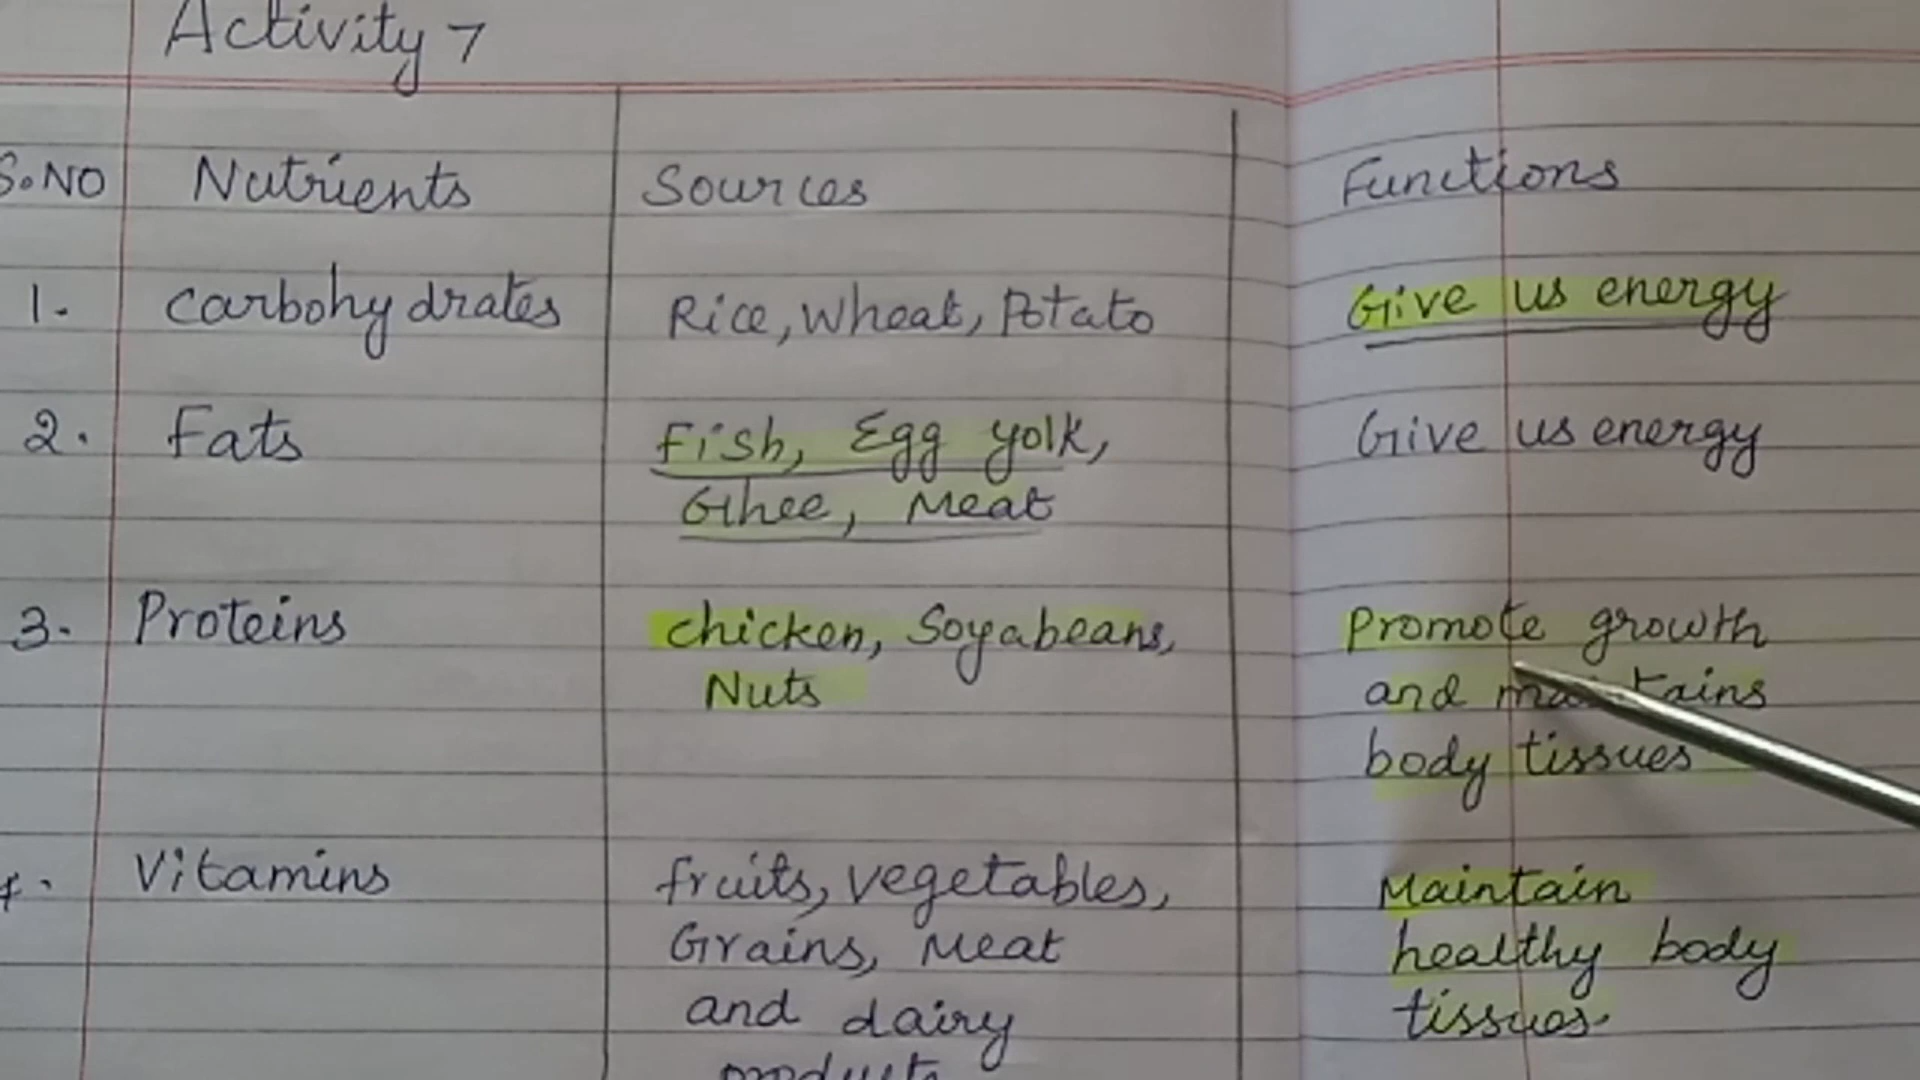 Activity 7
S.NO Nutrients Sources Functions
1. Carbohydrates Rice, Wheat, Potato Give us energy
2. Fats Fish, Egg yolk, Give us energy
Ghee, Meat
3. Proteins chicken, Soyabeans, Promote growth
Nuts and maintains
body tissues
4. Vitamins fruits, vegetables, Maintain
Grains, Meat healthy body
and dairy tissues.
products